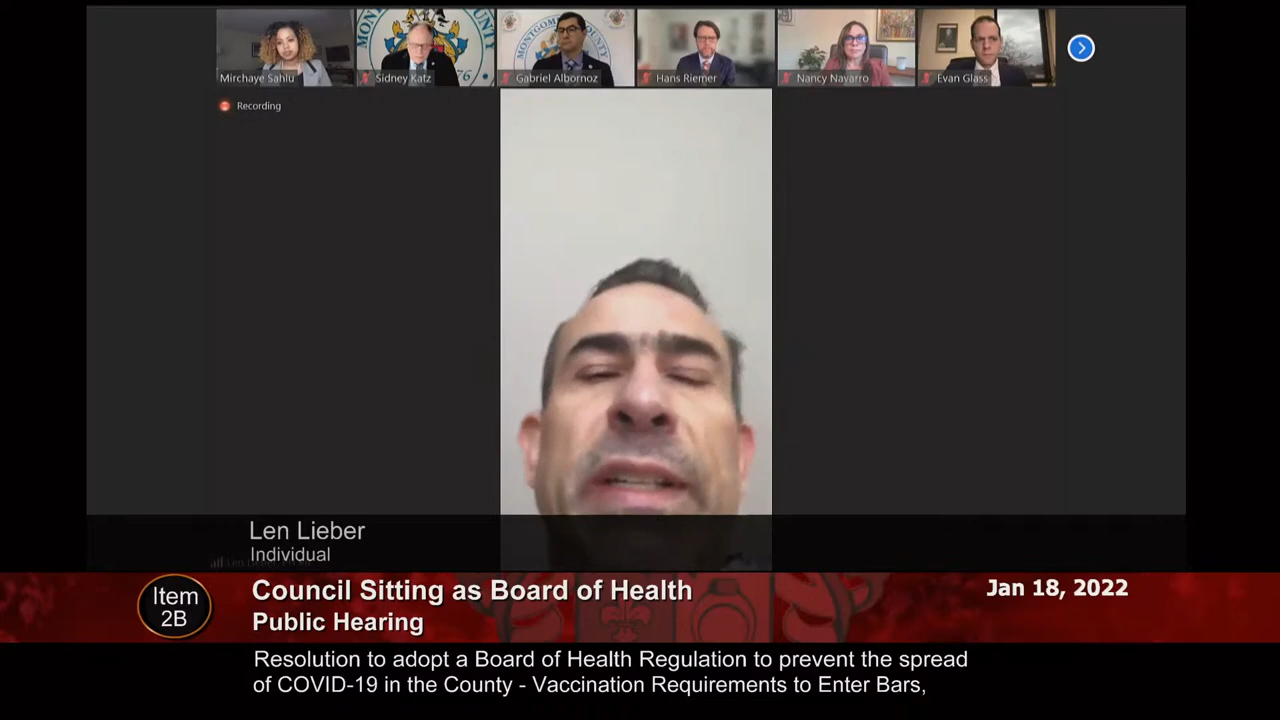 Mirchaye Sahlu
Sidney Katz
Gabriel Albornoz
Hans Riemer
Nancy Navarro
Evan Glass
Recording
Len Lieber
Individual
Item
2B
Council Sitting as Board of Health
Public Hearing
Jan 18, 2022
Resolution to adopt a Board of Health Regulation to prevent the spread
of COVID-19 in the County - Vaccination Requirements to Enter Bars,